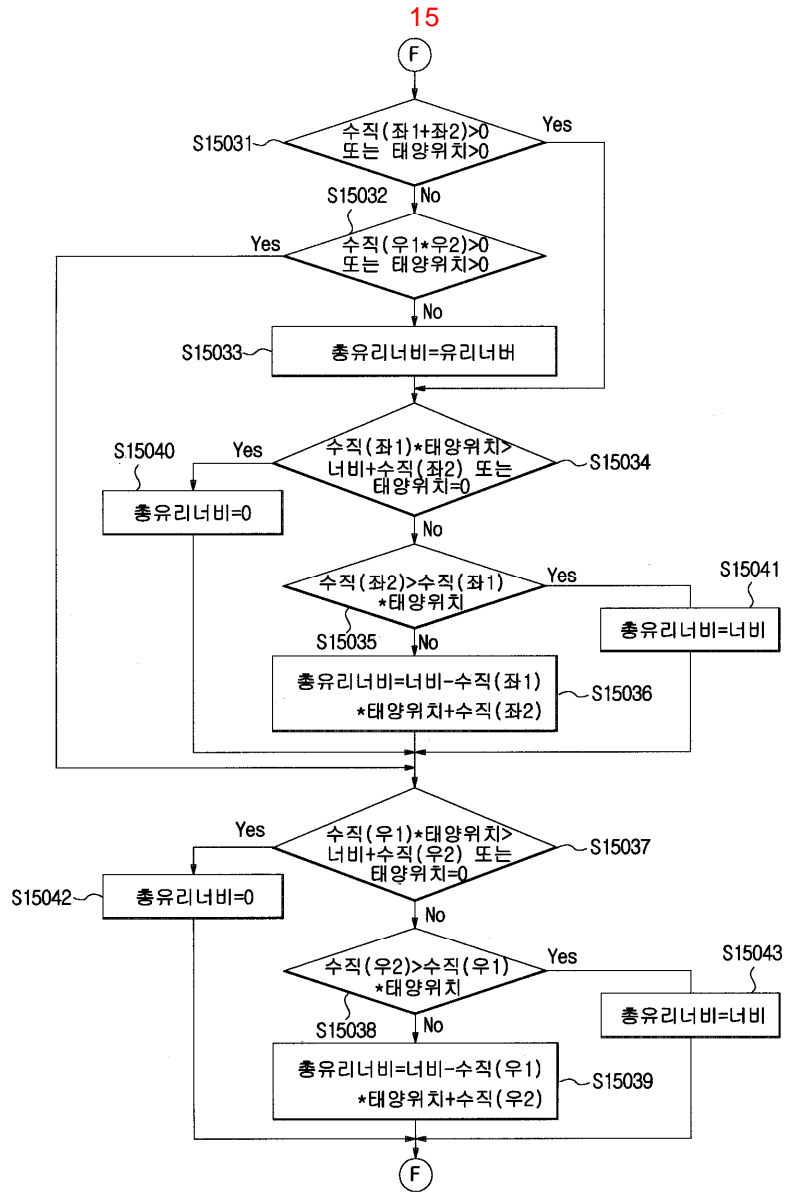 15
F
수직(좌1+좌2)>0
또는 태양위치>0
Yes
S15031
No
S15032
수직(우1*우2)>0
또는 태양위치>0
Yes
No
S15033
총유리너비=유리너버
S15040
Yes
수직(좌1)*태양위치>
너비+수직(좌2) 또는
태양위치=0
S15034
총유리너비=0
No
수직(좌2)>수직(좌1)
*태양위치
Yes
S15041
S15035
No
총유리너비=너비
총유리너비=너비-수직(좌1)
*태양위치+수직(좌2)
S15036
Yes
수직(우1)*태양위치>
너비+수직(우2) 또는
태양위치=0
S15037
S15042
총유리너비=0
No
수직(우2)>수직(우1)
*태양위치
Yes
S15043
S15038
No
총유리너비=너비
총유리너비=너비-수직(우1)
*태양위치+수직(우2)
S15039
F